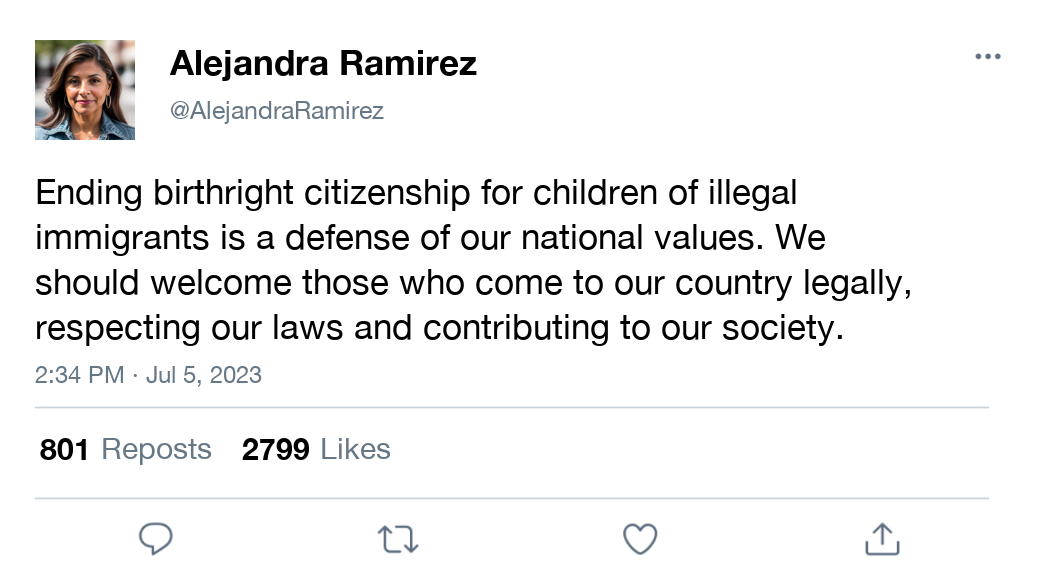 Alejandra Ramirez
@AlejandraRamirez
Ending birthright citizenship for children of illegal
immigrants is a defense of our national values. We
should welcome those who come to our country legally,
respecting our laws and contributing to our society.
2:34 PM · Jul 5, 2023
801 Reposts 2799 Likes